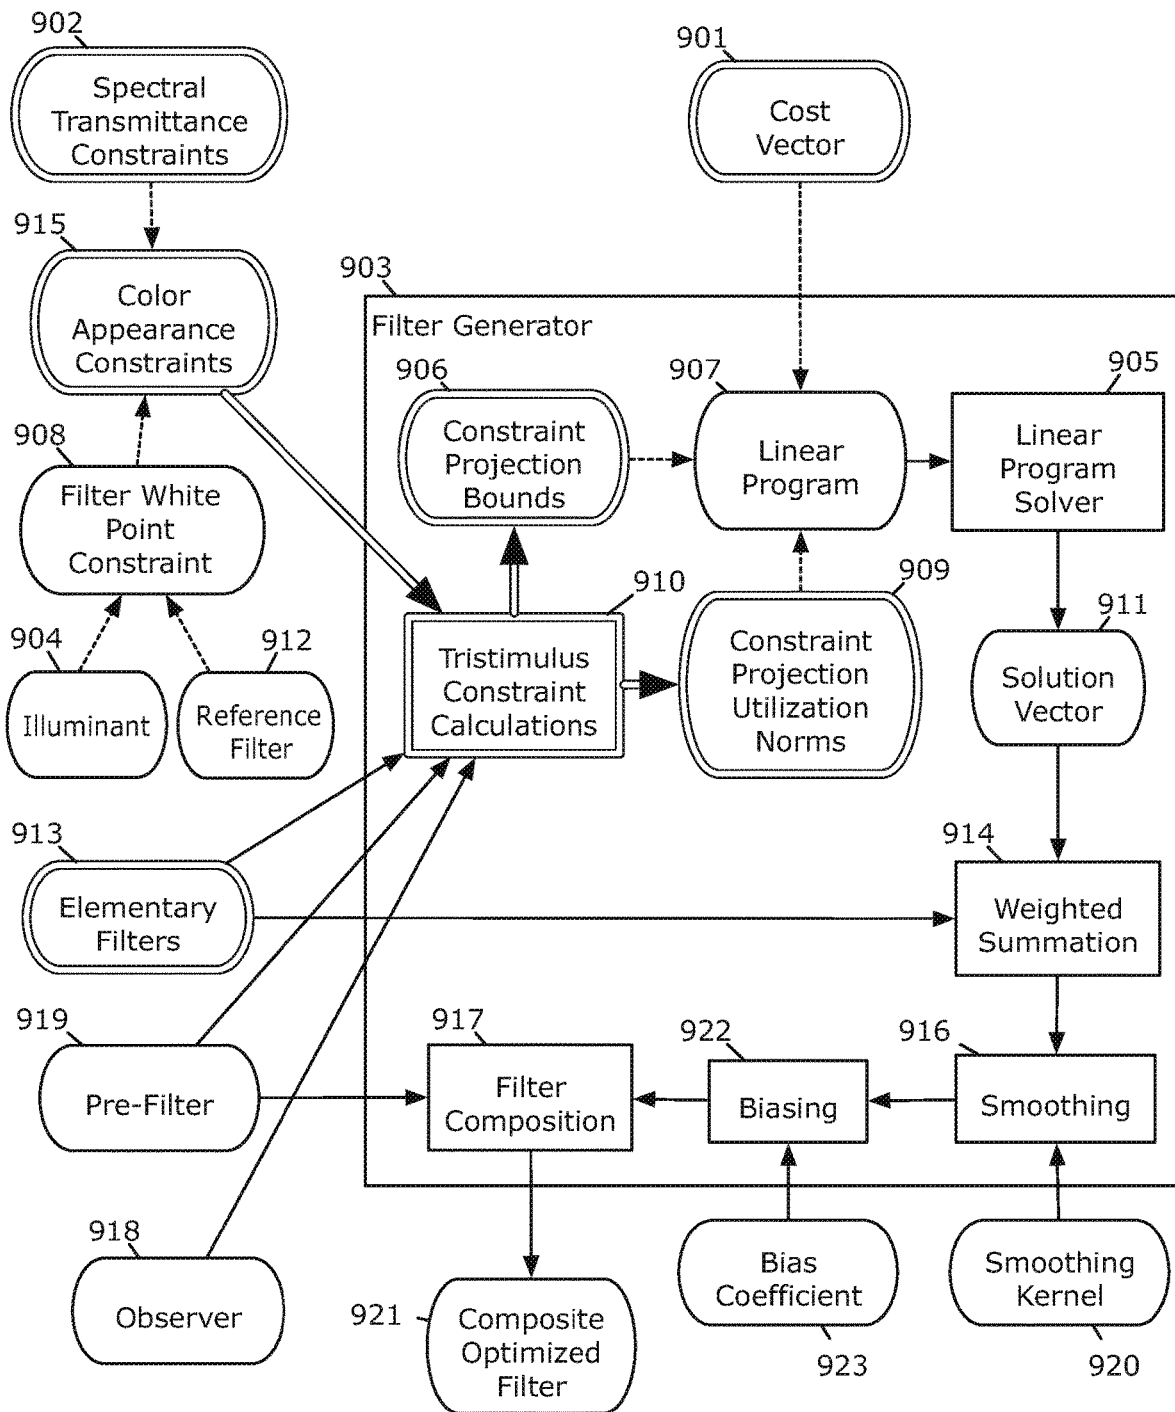 902
Spectral
Transmittance
Constraints
901
Cost
Vector
915
Color
Appearance
Constraints
903
Filter Generator
906
Constraint
Projection
Bounds
907
Linear
Program
905
Linear
Program
Solver
908
Filter White
Point
Constraint
904
Illuminant
912
Reference
Filter
910
Tristimulus
Constraint
Calculations
909
Constraint
Projection
Utilization
Norms
911
Solution
Vector
913
Elementary
Filters
914
Weighted
Summation
919
Pre-Filter
917
Filter
Composition
922
Biasing
916
Smoothing
918
Observer
921
Composite
Optimized
Filter
Bias
Coefficient
923
Smoothing
Kernel
920